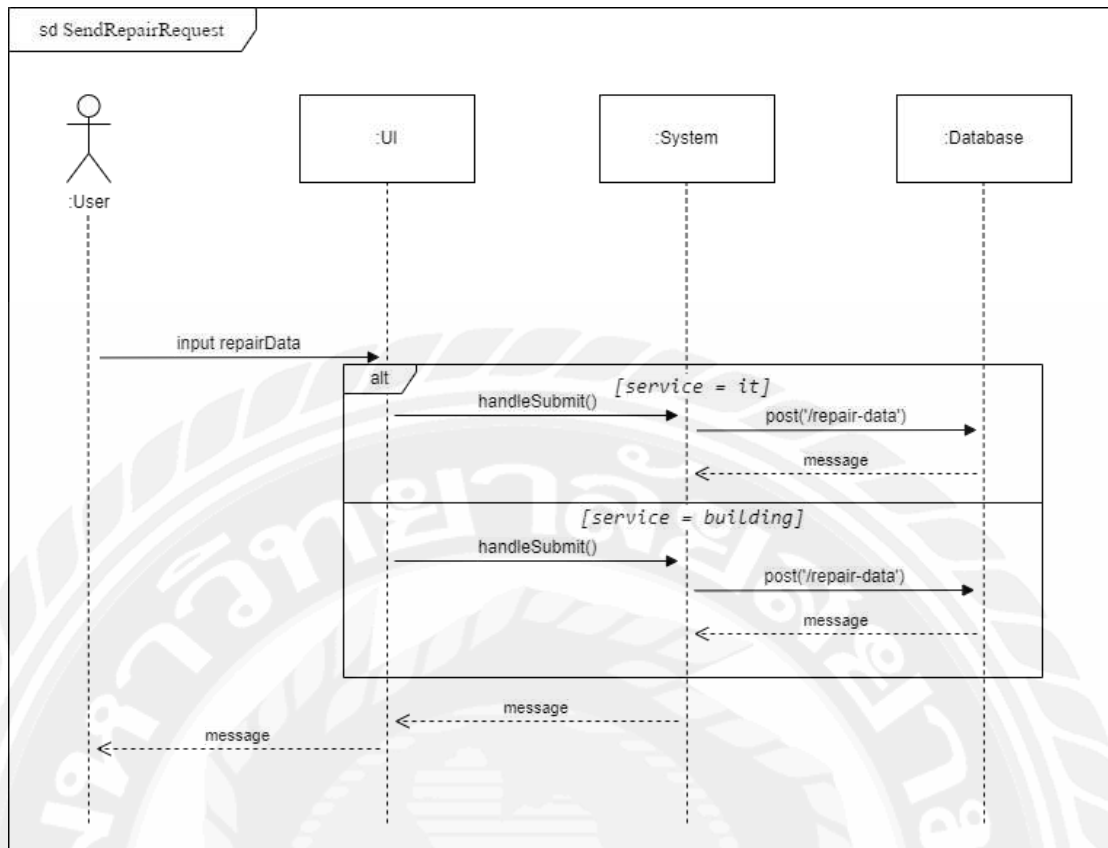 sd SendRepairRequest
:User
:UI
:System
:Database
input repairData
alt
[service = it]
handleSubmit()
post('/repair-data')
message
[service = building]
handleSubmit()
post('/repair-data')
message
message
message